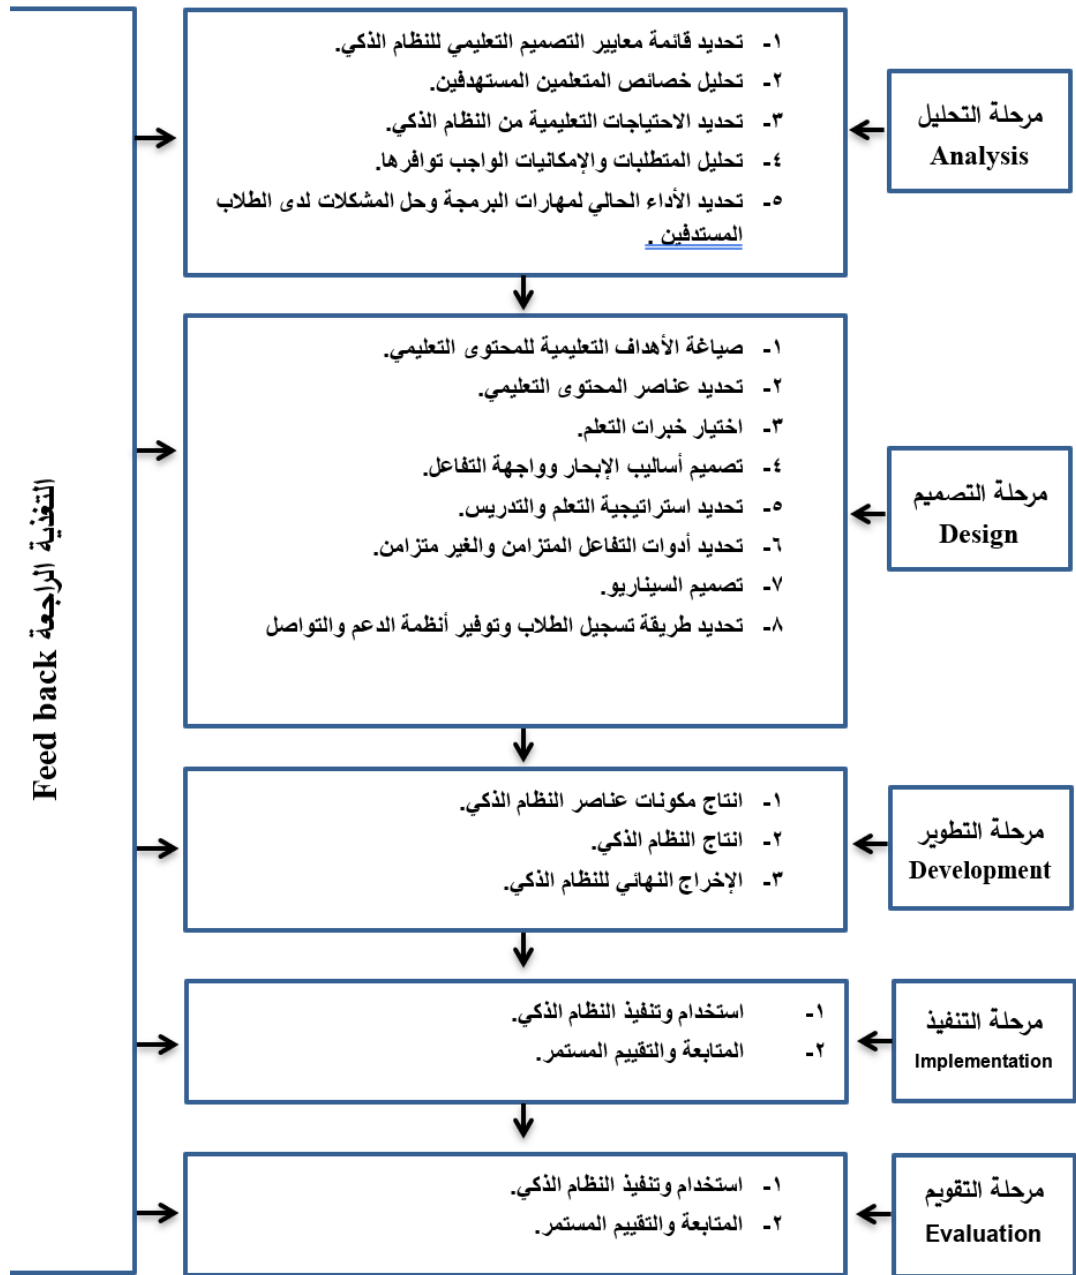 ١- تحديد قائمة معايير التصميم التعليمي للنظام الذكي.
٢- تحليل خصائص المتعلمين المستهدفين.
٣- تحديد الاحتياجات التعليمية من النظام الذكي.
٤- تحليل المتطلبات والإمكانيات الواجب توافرها.
٥- تحديد الأداء الحالي لمهارات البرمجة وحل المشكلات لدى الطلاب
المستدفين .
مرحلة التحليل
Analysis
١- صياغة الأهداف التعليمية للمحتوى التعليمي.
٢- تحديد عناصر المحتوى التعليمي.
٣- اختيار خبرات التعلم.
٤- تصميم أساليب الإبحار وواجهة التفاعل.
٥- تحديد استراتيجية التعلم والتدريس.
٦- تحديد أدوات التفاعل المتزامن والغير متزامن.
٧- تصميم السيناريو.
٨- تحديد طريقة تسجيل الطلاب وتوفير أنظمة الدعم والتواصل
مرحلة التصميم
Design
١- انتاج مكونات عناصر النظام الذكي.
٢- انتاج النظام الذكي.
٣- الإخراج النهائي للنظام الذكي.
مرحلة التطوير
Development
١- استخدام وتنفيذ النظام الذكي.
٢- المتابعة والتقييم المستمر.
مرحلة التنفيذ
Implementation
١- استخدام وتنفيذ النظام الذكي.
٢- المتابعة والتقييم المستمر.
مرحلة التقويم
Evaluation
التغذية الراجعة Feed back